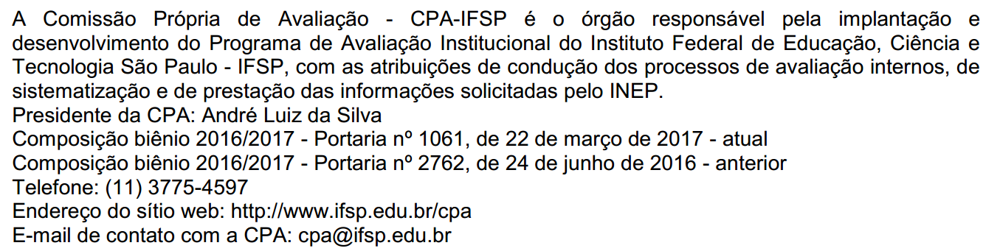 A Comissão Própria de Avaliação - CPA-IFSP é o órgão responsável pela implantação e
desenvolvimento do Programa de Avaliação Institucional do Instituto Federal de Educação, Ciência e
Tecnologia São Paulo - IFSP, com as atribuições de condução dos processos de avaliação internos, de
sistematização e de prestação das informações solicitadas pelo INEP.
Presidente da CPA: André Luiz da Silva
Composição biênio 2016/2017 - Portaria nº 1061, de 22 de março de 2017 - atual
Composição biênio 2016/2017 - Portaria nº 2762, de 24 de junho de 2016 - anterior
Telefone: (11) 3775-4597
Endereço do sítio web: http://www.ifsp.edu.br/cpa
E-mail de contato com a CPA: cpa@ifsp.edu.br